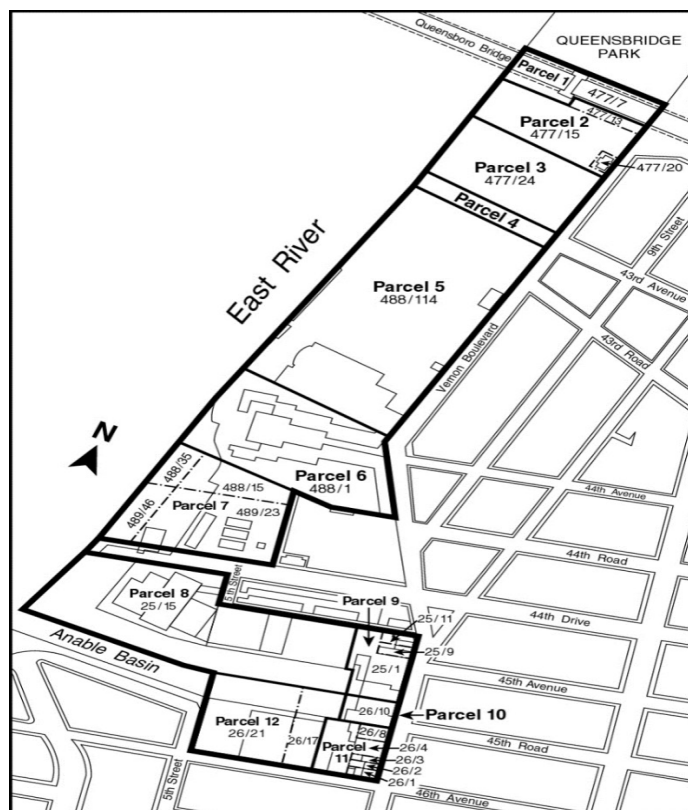 Queensboro Bridge
QUEENSBRIDGE
PARK
Parcel 1
477/7
477/13
Parcel 2
477/15
477/20
Parcel 3
477/24
Parcel 4
9th Street
43rd Avenue
East River
Parcel 5
488/114
43rd Road
Vernon Boulevard
N
488/35
Parcel 6
488/1
488/15
44th Avenue
489/46
Parcel 7
489/23
44th Road
5th Street
Parcel 8
25/15
Parcel 9
44th Drive
25/11
25/9
Anable Basin
25/1
45th Avenue
26/10
Parcel 10
Parcel 12
26/21
26/17
26/8
45th Road
Parcel
11
26/4
26/3
26/2
26/1
5th Street
46th Avenue